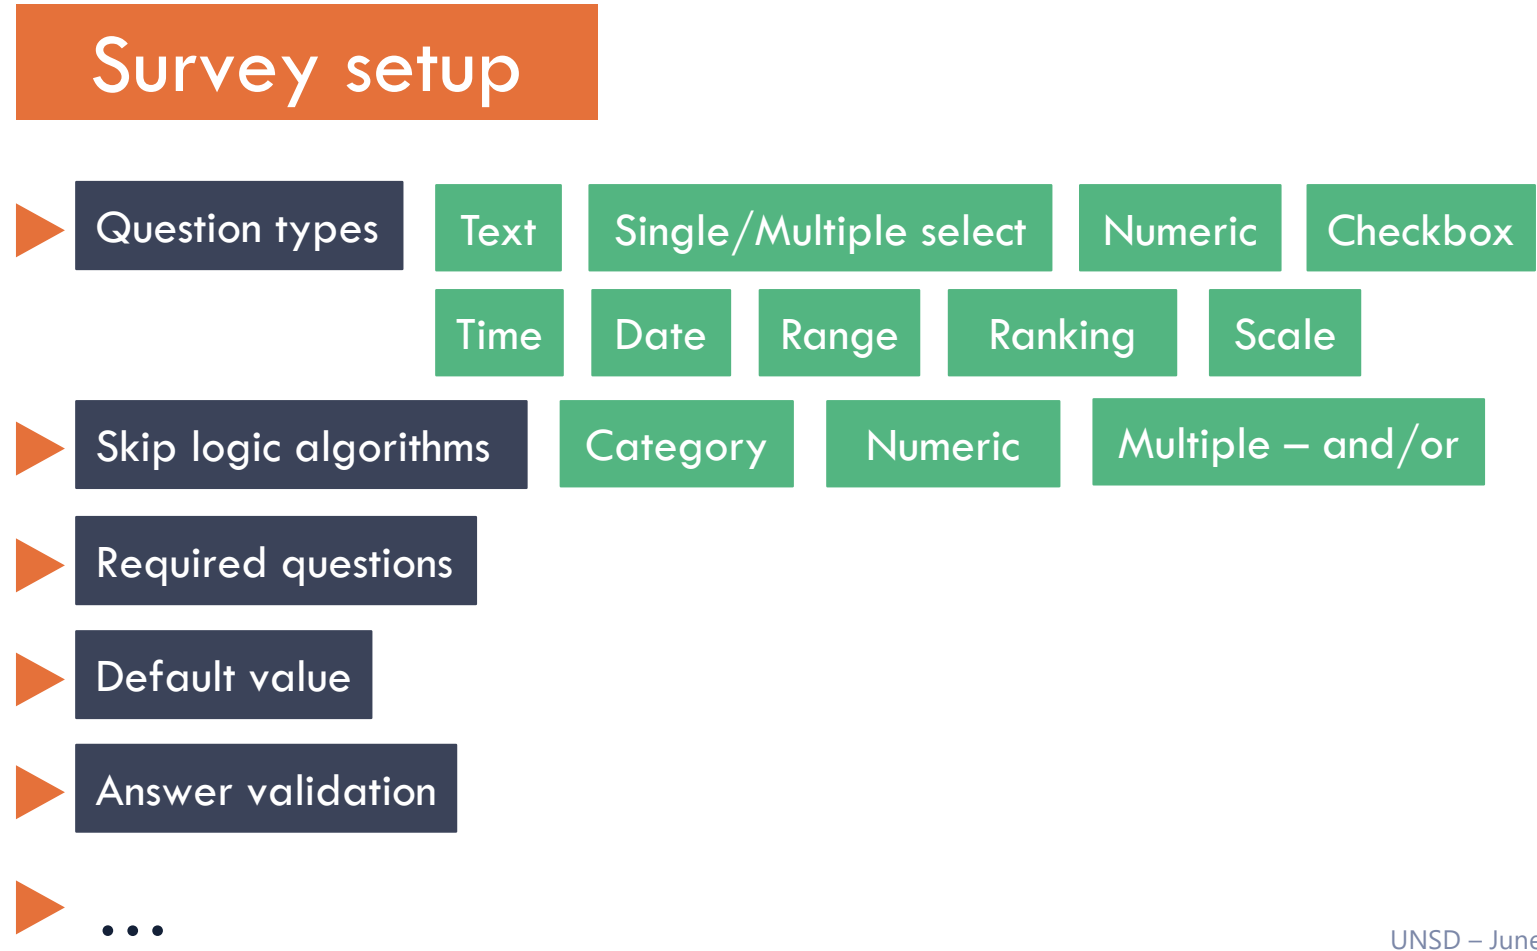 Survey setup
Question types Text Single/Multiple select Numeric Checkbox
Time Date Range Ranking Scale
Skip logic algorithms Category Numeric Multiple – and/or
Required questions
Default value
Answer validation
...
UNSD – June